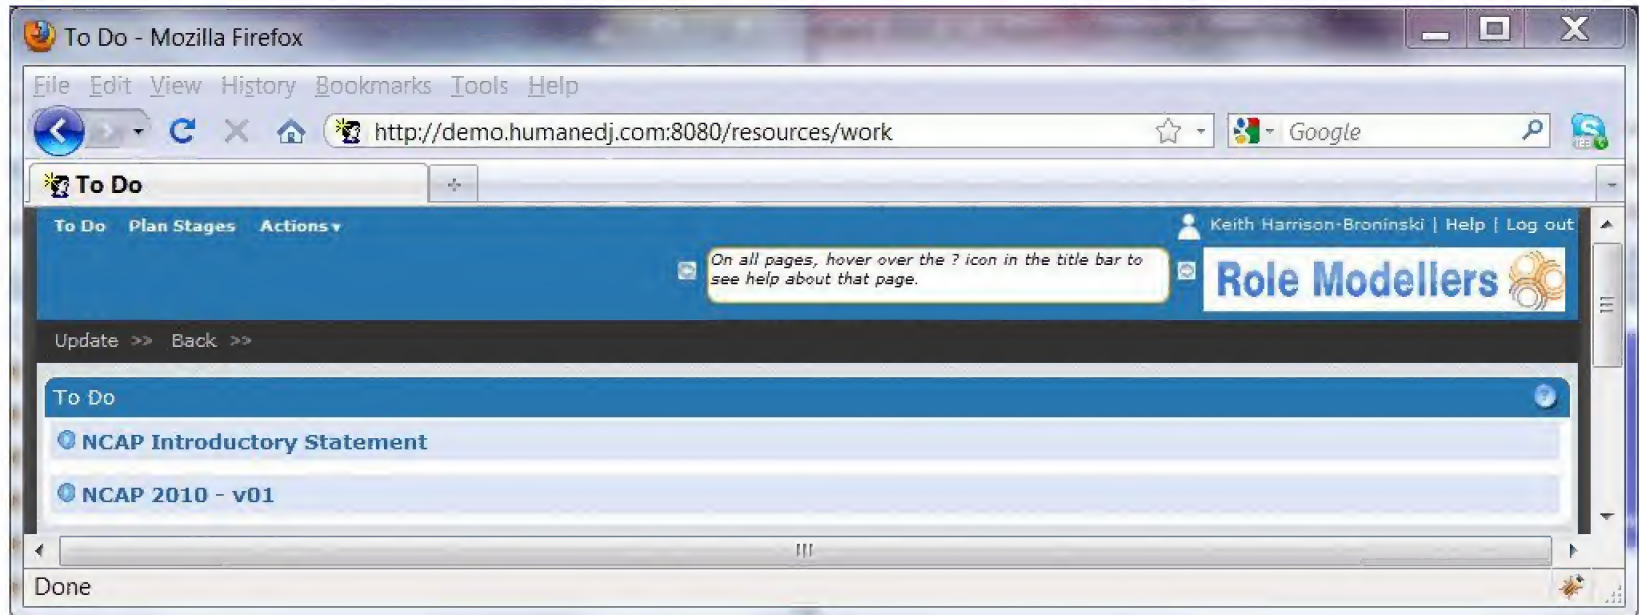 To Do - Mozilla Firefox
File Edit View History Bookmarks Tools Help
http://demo.humanedj.com:8080/resources/work
Google
To Do
To Do Plan Stages Actions
Keith Harrison-Broninski | Help | Log out
On all pages, hover over the ? icon in the title bar to
see help about that page.
Role Modellers
Update >> Back >>
To Do
?
NCAP Introductory Statement
NCAP 2010 - v01
Done